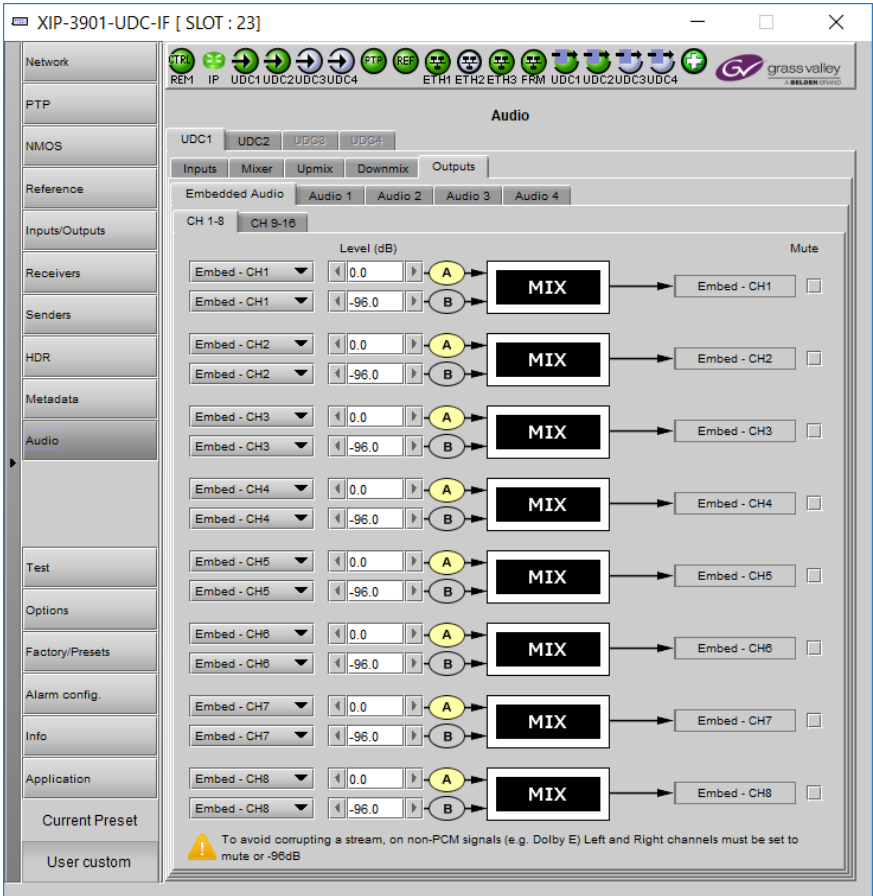 XIP-3901-UDC-IF [ SLOT : 23]
CTRL PTP REF
REM IP UDC1 UDC2 UDC3 UDC4 ETH1 ETH2 ETH3 FRM UDC1 UDC2 UDC3 UDC4
GV grass valley
A BELDEN BRAND
Network
PTP
NMOS
Reference
Inputs/Outputs
Receivers
Senders
HDR
Metadata
Audio
Test
Options
Factory/Presets
Alarm config.
Info
Application
Current Preset
User custom
Audio
UDC1 UDC2 UDC3 UDC4
Inputs Mixer Upmix Downmix Outputs
Embedded Audio Audio 1 Audio 2 Audio 3 Audio 4
CH 1-8 CH 9-16
Level (dB) Mute
Embed - CH1 0.0 A
MIX Embed - CH1
Embed - CH1 -96.0 B
Embed - CH2 0.0 A
MIX Embed - CH2
Embed - CH2 -96.0 B
Embed - CH3 0.0 A
MIX Embed - CH3
Embed - CH3 -96.0 B
Embed - CH4 0.0 A
MIX Embed - CH4
Embed - CH4 -96.0 B
Embed - CH5 0.0 A
MIX Embed - CH5
Embed - CH5 -96.0 B
Embed - CH6 0.0 A
MIX Embed - CH6
Embed - CH6 -96.0 B
Embed - CH7 0.0 A
MIX Embed - CH7
Embed - CH7 -96.0 B
Embed - CH8 0.0 A
MIX Embed - CH8
Embed - CH8 -96.0 B
To avoid corrupting a stream, on non-PCM signals (e.g. Dolby E) Left and Right channels must be set to
mute or -96dB